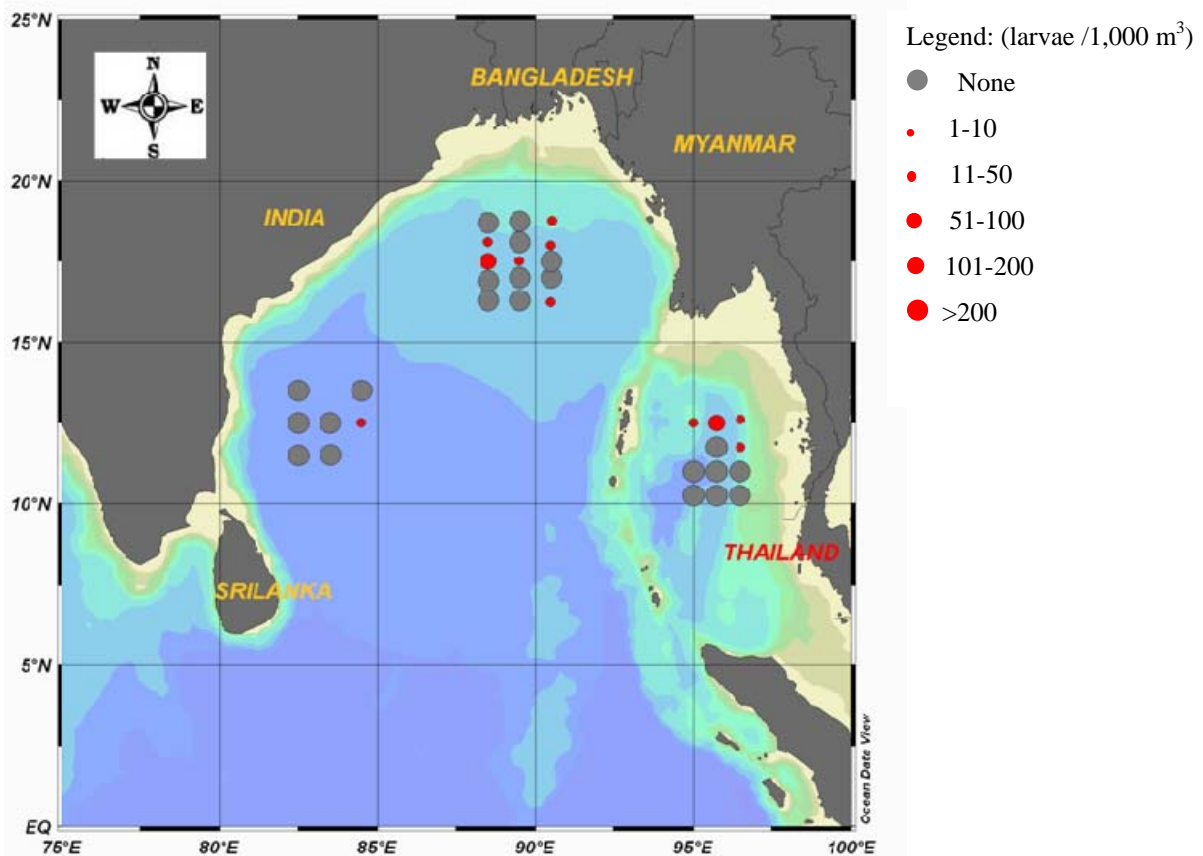 25°N
20°N
15°N
10°N
5°N
EQ
75°E 80°E 85°E 90°E 95°E 100°E
N
W E
S
BANGLADESH
MYANMAR
INDIA
THAILAND
SRILANKA
Ocean Data View
Legend: (larvae /1,000 m³)
None
1-10
11-50
51-100
101-200
>200